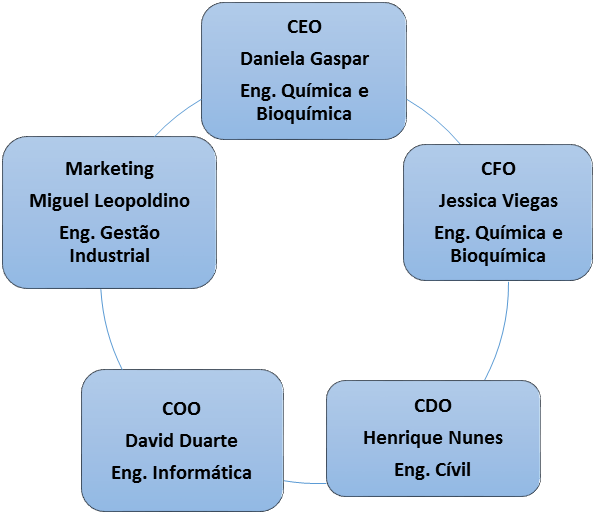 CEO
Daniela Gaspar
Eng. Química e
Bioquímica
Marketing
Miguel Leopoldino
Eng. Gestão
Industrial
CFO
Jessica Viegas
Eng. Química e
Bioquímica
COO
David Duarte
Eng. Informática
CDO
Henrique Nunes
Eng. Cívil